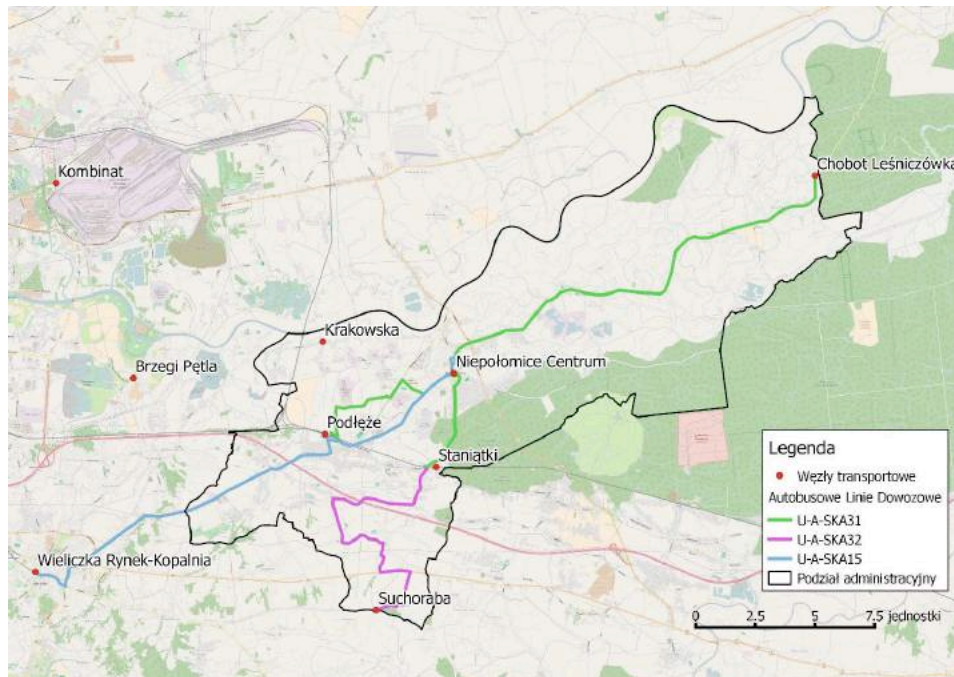 Kombinat
Chobot Leśniczówka
Krakowska
Niepołomice Centrum
Brzegi Pętla
Podłęże
Staniątki
Wieliczka Rynek-Kopalnia
Suchoraba
Legenda
Węzły transportowe
Autobusowe Linie Dowozowe
U-A-SKA31
U-A-SKA32
U-A-SKA15
Podział administracyjny
0 2.5 5 7.5 jednostki